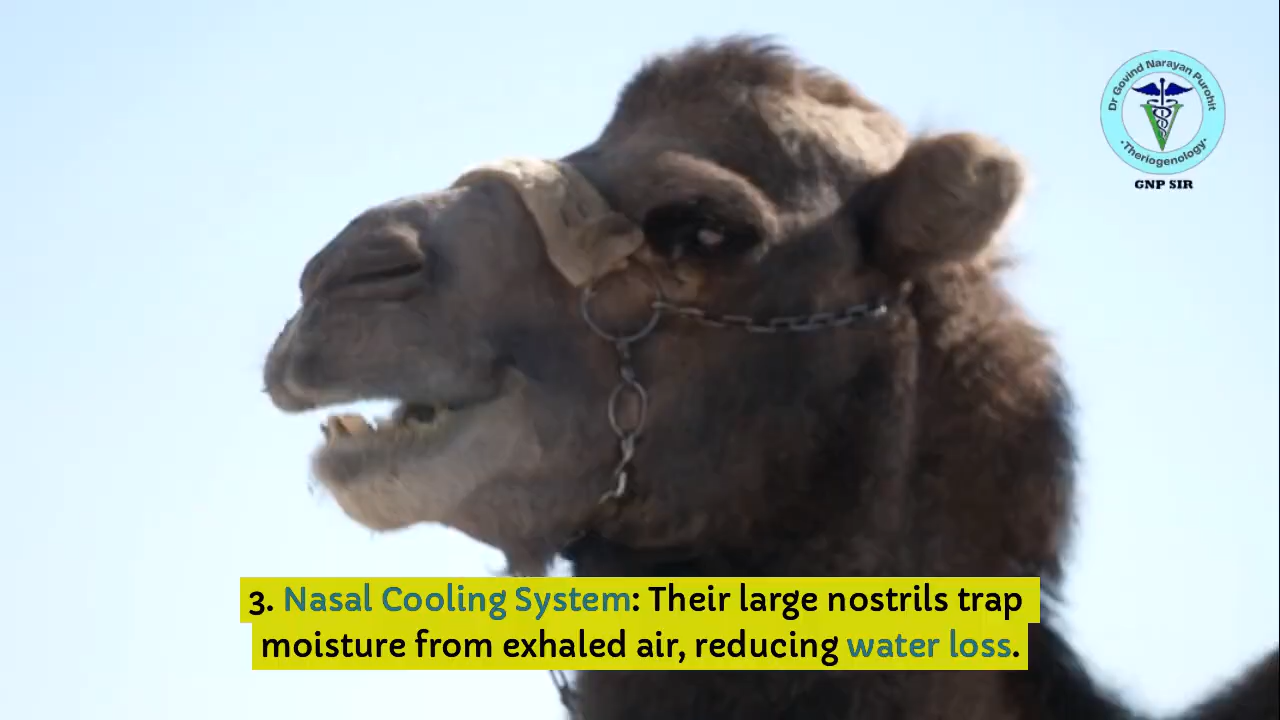 Dr Govind Narayan Purohit
•Theriogenology•
GNP SIR
3. Nasal Cooling System: Their large nostrils trap
moisture from exhaled air, reducing water loss.